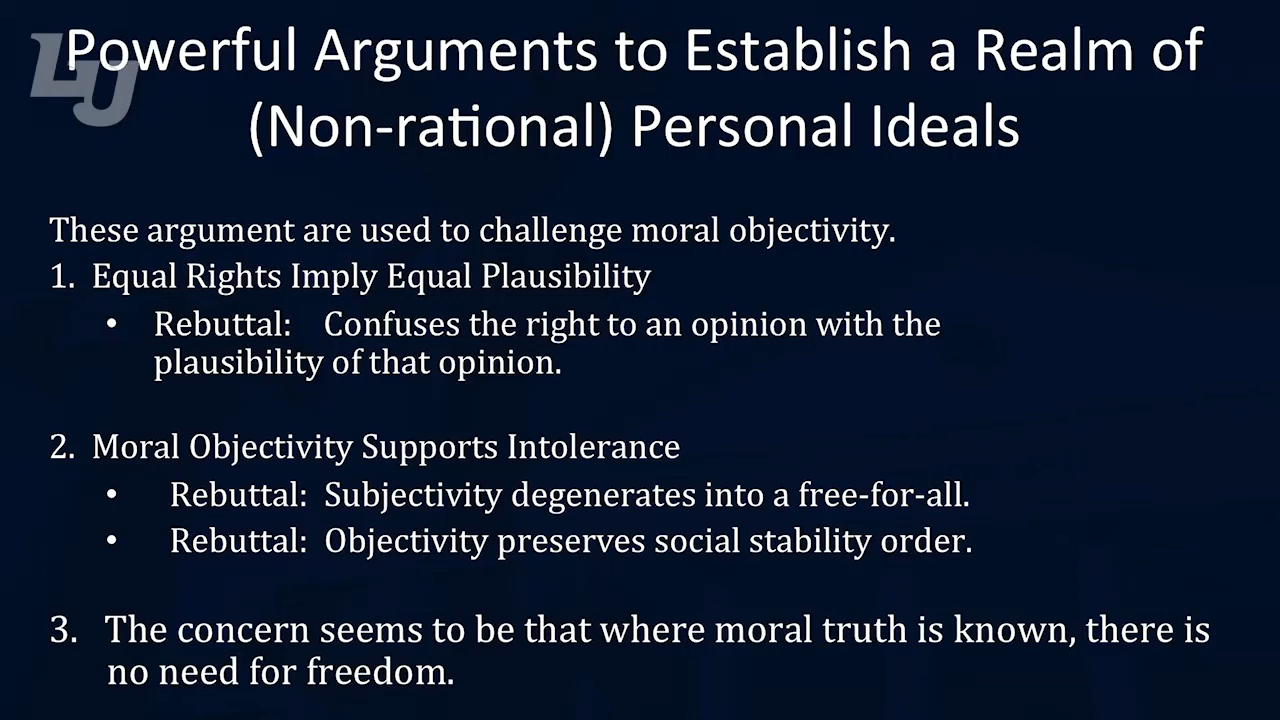 LU
Powerful Arguments to Establish a Realm of
(Non-rational) Personal Ideals
These argument are used to challenge moral objectivity.
1. Equal Rights Imply Equal Plausibility
• Rebuttal: Confuses the right to an opinion with the
plausibility of that opinion.
2. Moral Objectivity Supports Intolerance
• Rebuttal: Subjectivity degenerates into a free-for-all.
• Rebuttal: Objectivity preserves social stability order.
3. The concern seems to be that where moral truth is known, there is
no need for freedom.